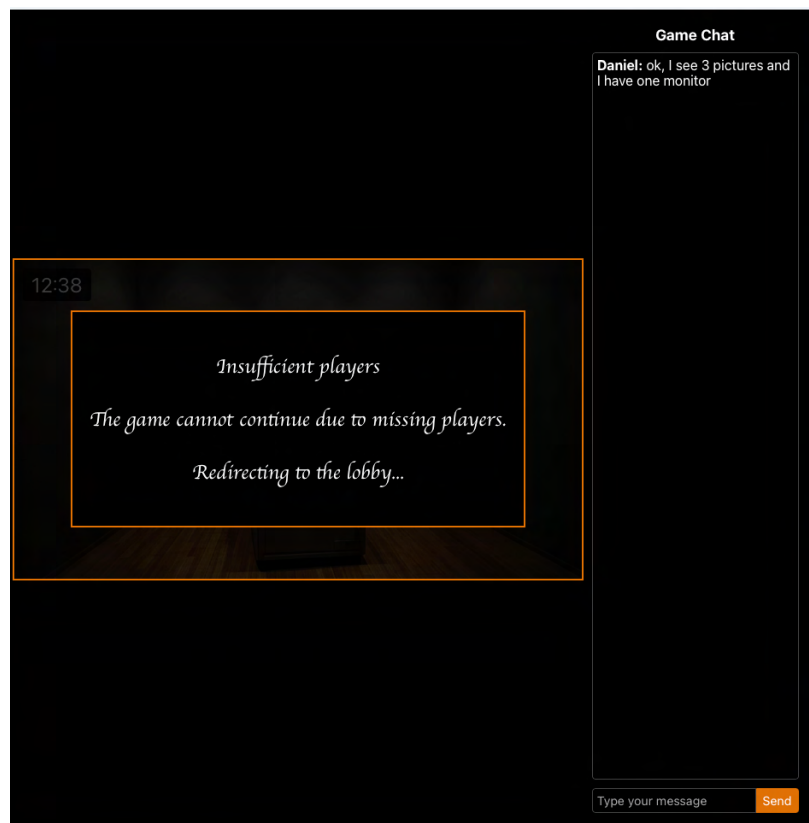 Game Chat
Daniel: ok, I see 3 pictures and
I have one monitor
12:38
Insufficient players
The game cannot continue due to missing players.
Redirecting to the lobby...
Type your message
Send